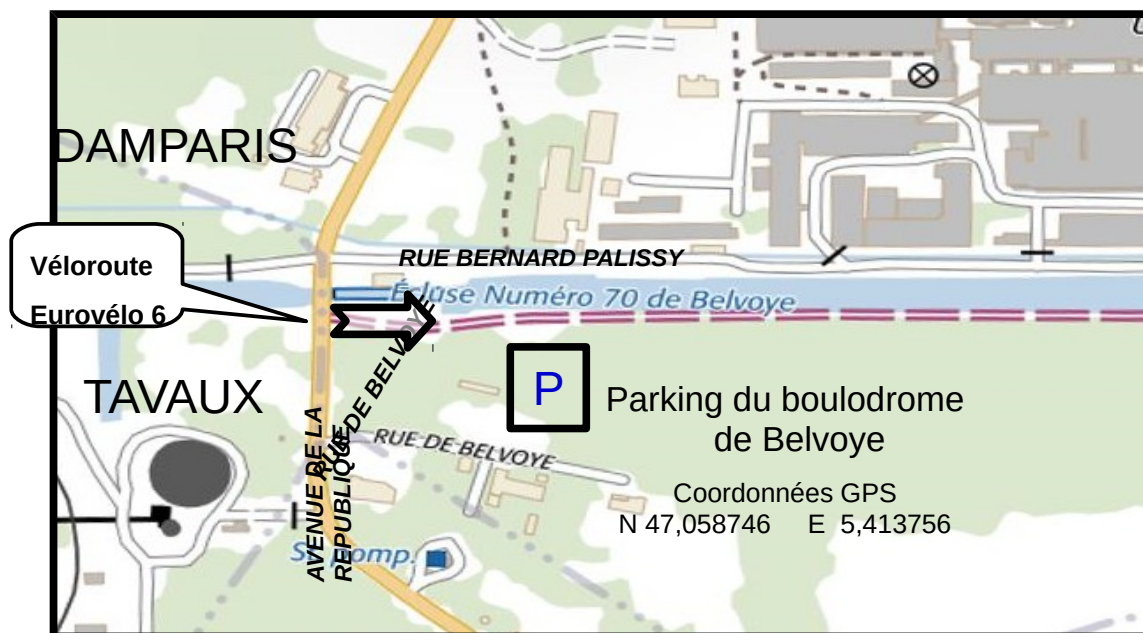 DAMPARIS
Véloroute
Eurovélo 6
RUE BERNARD PALISSY
Écluse Numéro 70 de Belvoye
RUE DE BELVOYE
TAVAUX
P
Parking du boulodrome
de Belvoye
AVENUE DE LA
REPUBLIQUE
RUE DE BELVOYE
Coordonnées GPS
N 47,058746 E 5,413756
St. pomp.